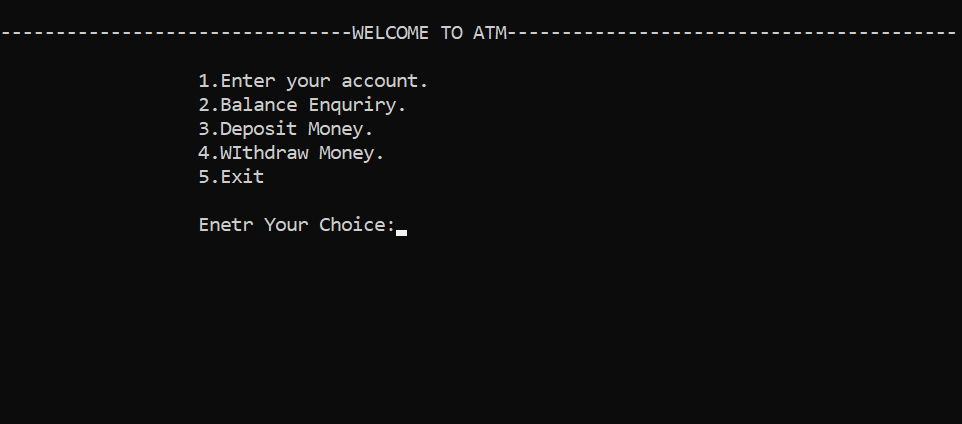 --------------------------------WELCOME TO ATM-----------------------------------------
1.Enter your account.
2.Balance Enqruiry.
3.Deposit Money.
4.WIthdraw Money.
5.Exit
Enetr Your Choice: